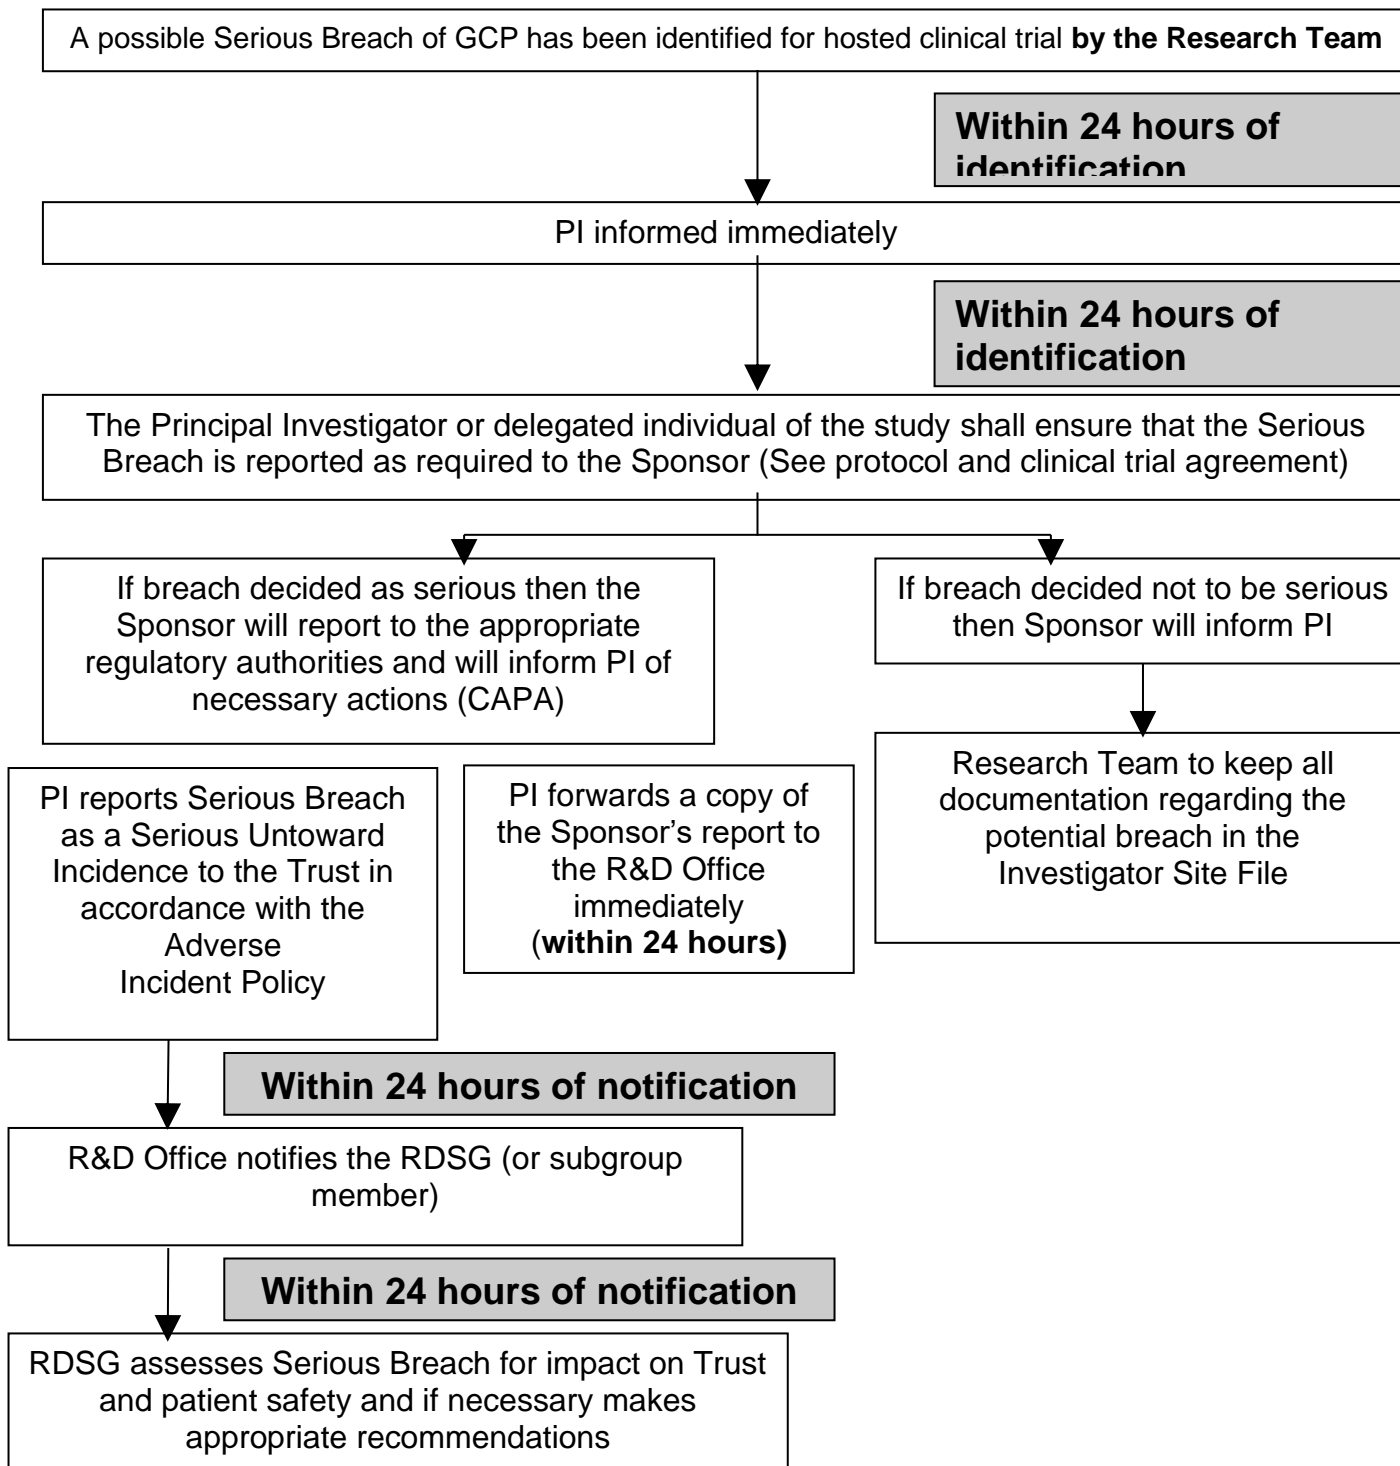 A possible Serious Breach of GCP has been identified for hosted clinical trial by the Research Team
Within 24 hours of
identification
PI informed immediately
Within 24 hours of
identification
The Principal Investigator or delegated individual of the study shall ensure that the Serious
Breach is reported as required to the Sponsor (See protocol and clinical trial agreement)
If breach decided as serious then the
Sponsor will report to the appropriate
regulatory authorities and will inform PI of
necessary actions (CAPA)
If breach decided not to be serious
then Sponsor will inform PI
PI reports Serious Breach
as a Serious Untoward
Incidence to the Trust in
accordance with the
Adverse
Incident Policy
PI forwards a copy of
the Sponsor's report to
the R&D Office
immediately
(within 24 hours)
Research Team to keep all
documentation regarding the
potential breach in the
Investigator Site File
Within 24 hours of notification
R&D Office notifies the RDSG (or subgroup
member)
Within 24 hours of notification
RDSG assesses Serious Breach for impact on Trust
and patient safety and if necessary makes
appropriate recommendations